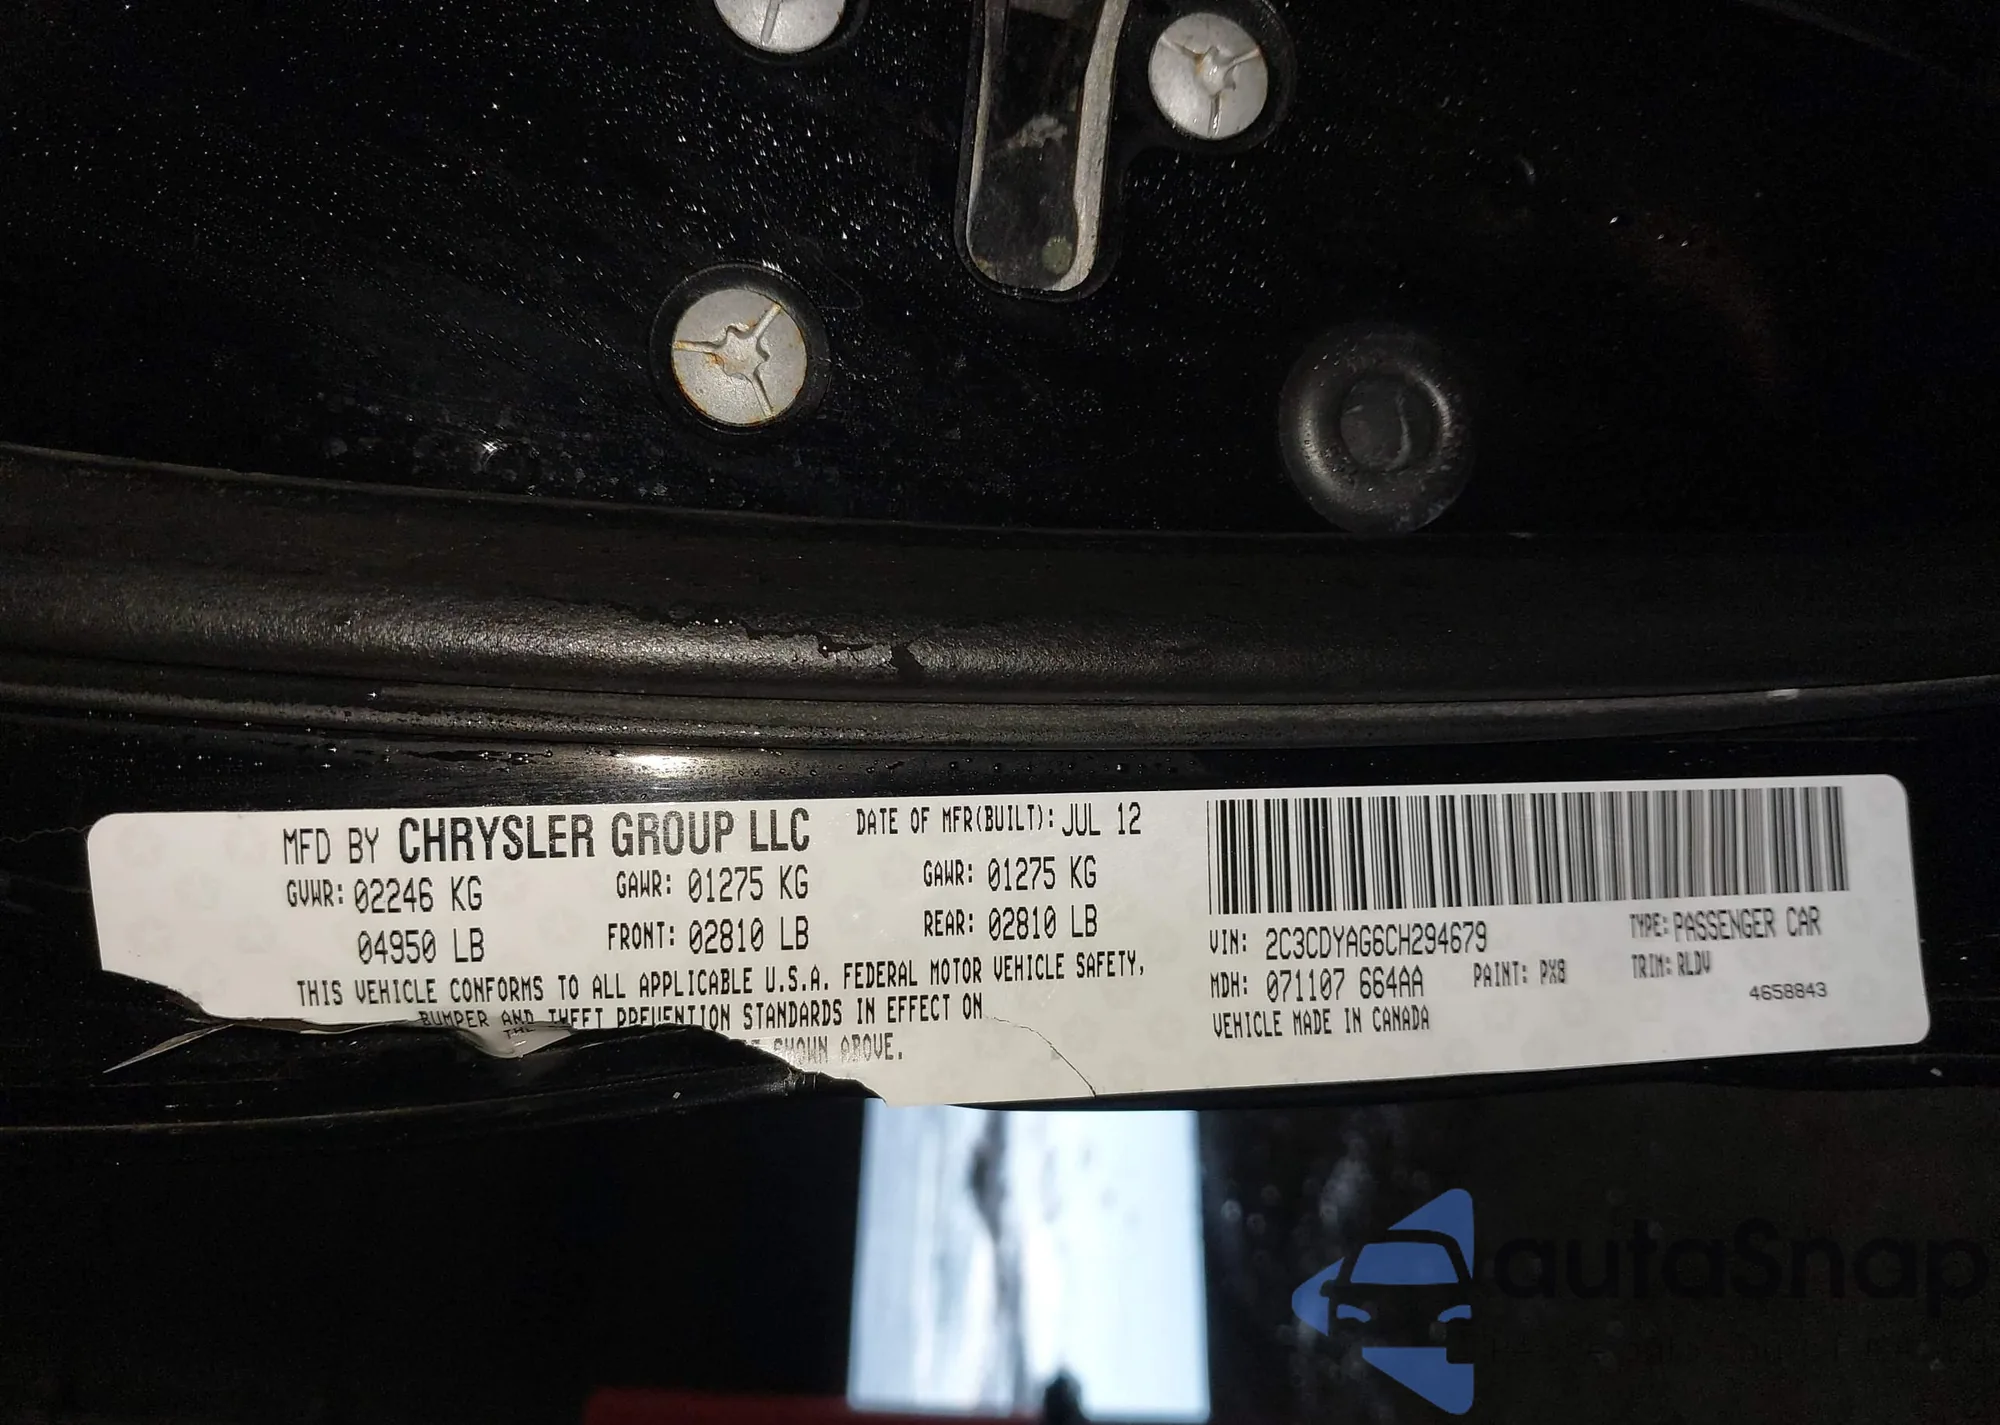 MFD BY CHRYSLER GROUP LLC DATE OF MFR(BUILT): JUL 12
GVWR: 02246 KG GAWR: 01275 KG GAWR: 01275 KG
04950 LB FRONT: 02810 LB REAR: 02810 LB
THIS VEHICLE CONFORMS TO ALL APPLICABLE U.S.A. FEDERAL MOTOR VEHICLE SAFETY,
BUMPER AND THEFT PREVENTION STANDARDS IN EFFECT ON
THE
SHOWN ABOVE.
VIN: 2C3CDYAG6CH294679 TYPE: PASSENGER CAR
MDH: 071107 664AA PAINT: PX8 TRIM: RLDV
VEHICLE MADE IN CANADA 4658843
autaSnap